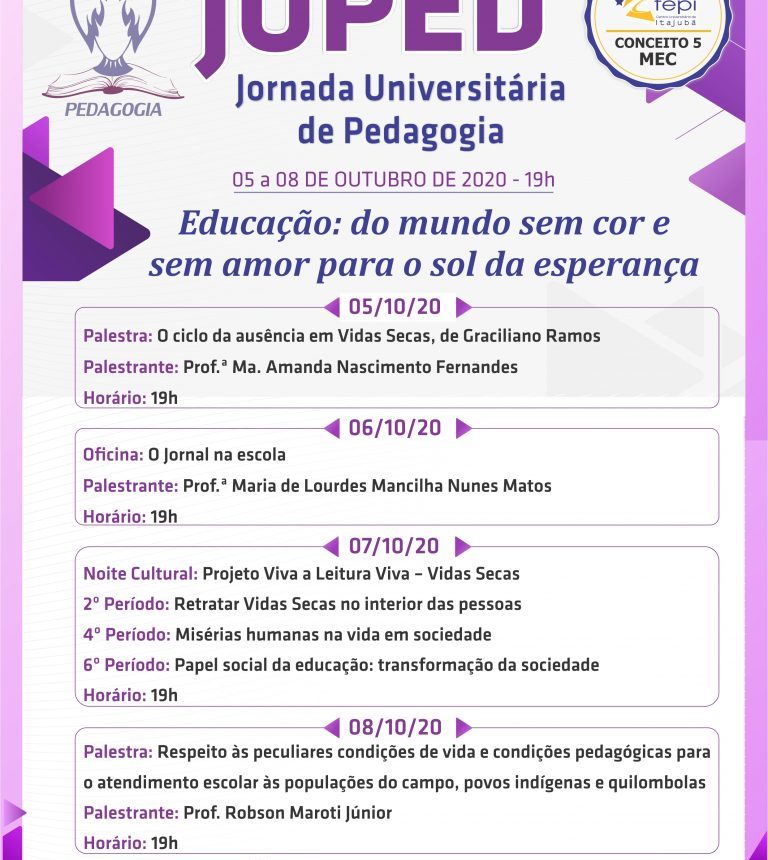 JUPED
PEDAGOGIA
fepi
Centro Universitário de
Itajubá
CONCEITO 5
MEC
Jornada Universitária
de Pedagogia
05 a 08 DE OUTUBRO DE 2020 - 19h
Educação: do mundo sem cor e
sem amor para o sol da esperança
05/10/20
Palestra: O ciclo da ausência em Vidas Secas, de Graciliano Ramos
Palestrante: Prof.ª Ma. Amanda Nascimento Fernandes
Horário: 19h
06/10/20
Oficina: O Jornal na escola
Palestrante: Prof.ª Maria de Lourdes Mancilha Nunes Matos
Horário: 19h
07/10/20
Noite Cultural: Projeto Viva a Leitura Viva – Vidas Secas
2º Período: Retratar Vidas Secas no interior das pessoas
4º Período: Misérias humanas na vida em sociedade
6º Período: Papel social da educação: transformação da sociedade
Horário: 19h
08/10/20
Palestra: Respeito às peculiares condições de vida e condições pedagógicas para
o atendimento escolar às populações do campo, povos indígenas e quilombolas
Palestrante: Prof. Robson Maroti Júnior
Horário: 19h